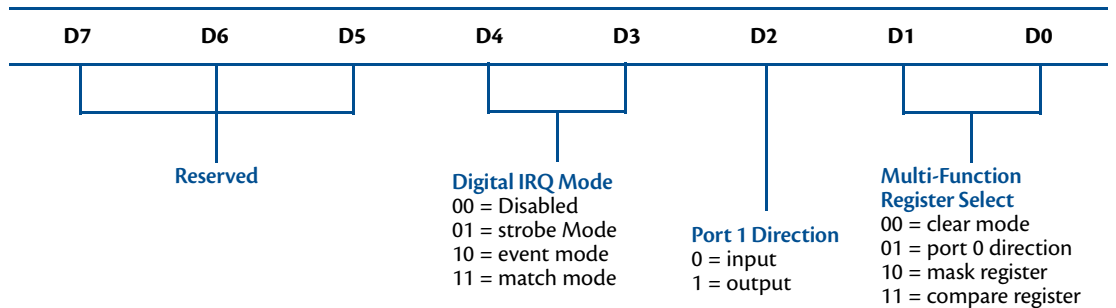 D7 D6 D5 D4 D3 D2 D1 D0
Reserved
Digital IRQ Mode
00 = Disabled
01 = strobe Mode
10 = event mode
11 = match mode
Port 1 Direction
0 = input
1 = output
Multi-Function
Register Select
00 = clear mode
01 = port 0 direction
10 = mask register
11 = compare register